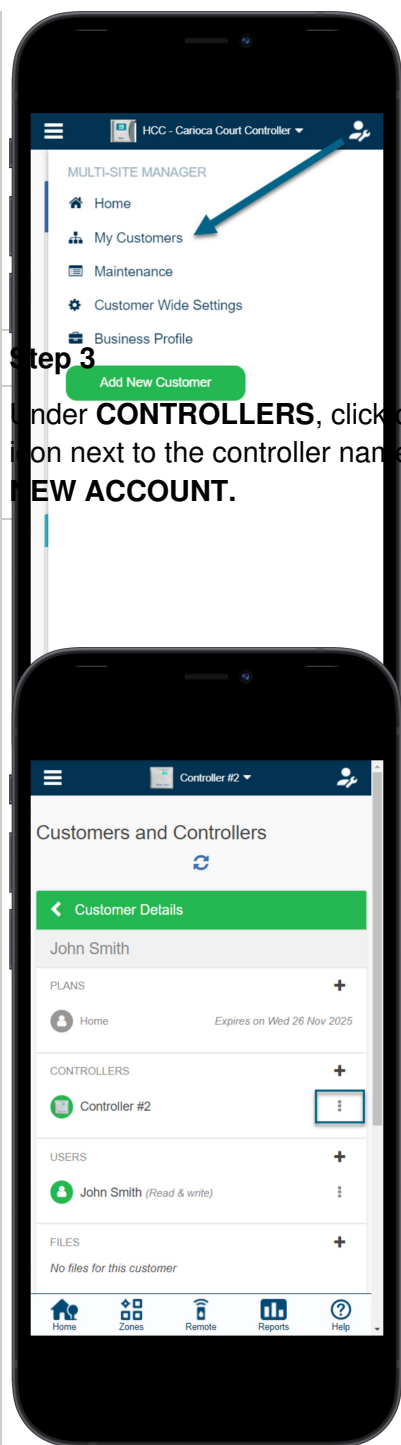 HCC - Carioca Court Controller
MULTI-SITE MANAGER
Home
My Customers
Maintenance
Customer Wide Settings
Business Profile
Step 3
Add New Customer
Under CONTROLLERS, click
icon next to the controller name
NEW ACCOUNT.
Controller #2
Customers and Controllers
Customer Details
John Smith
PLANS
Home Expires on Wed 26 Nov 2025
CONTROLLERS
Controller #2
USERS
John Smith (Read & write)
FILES
No files for this customer
Home Zones Remote Reports Help